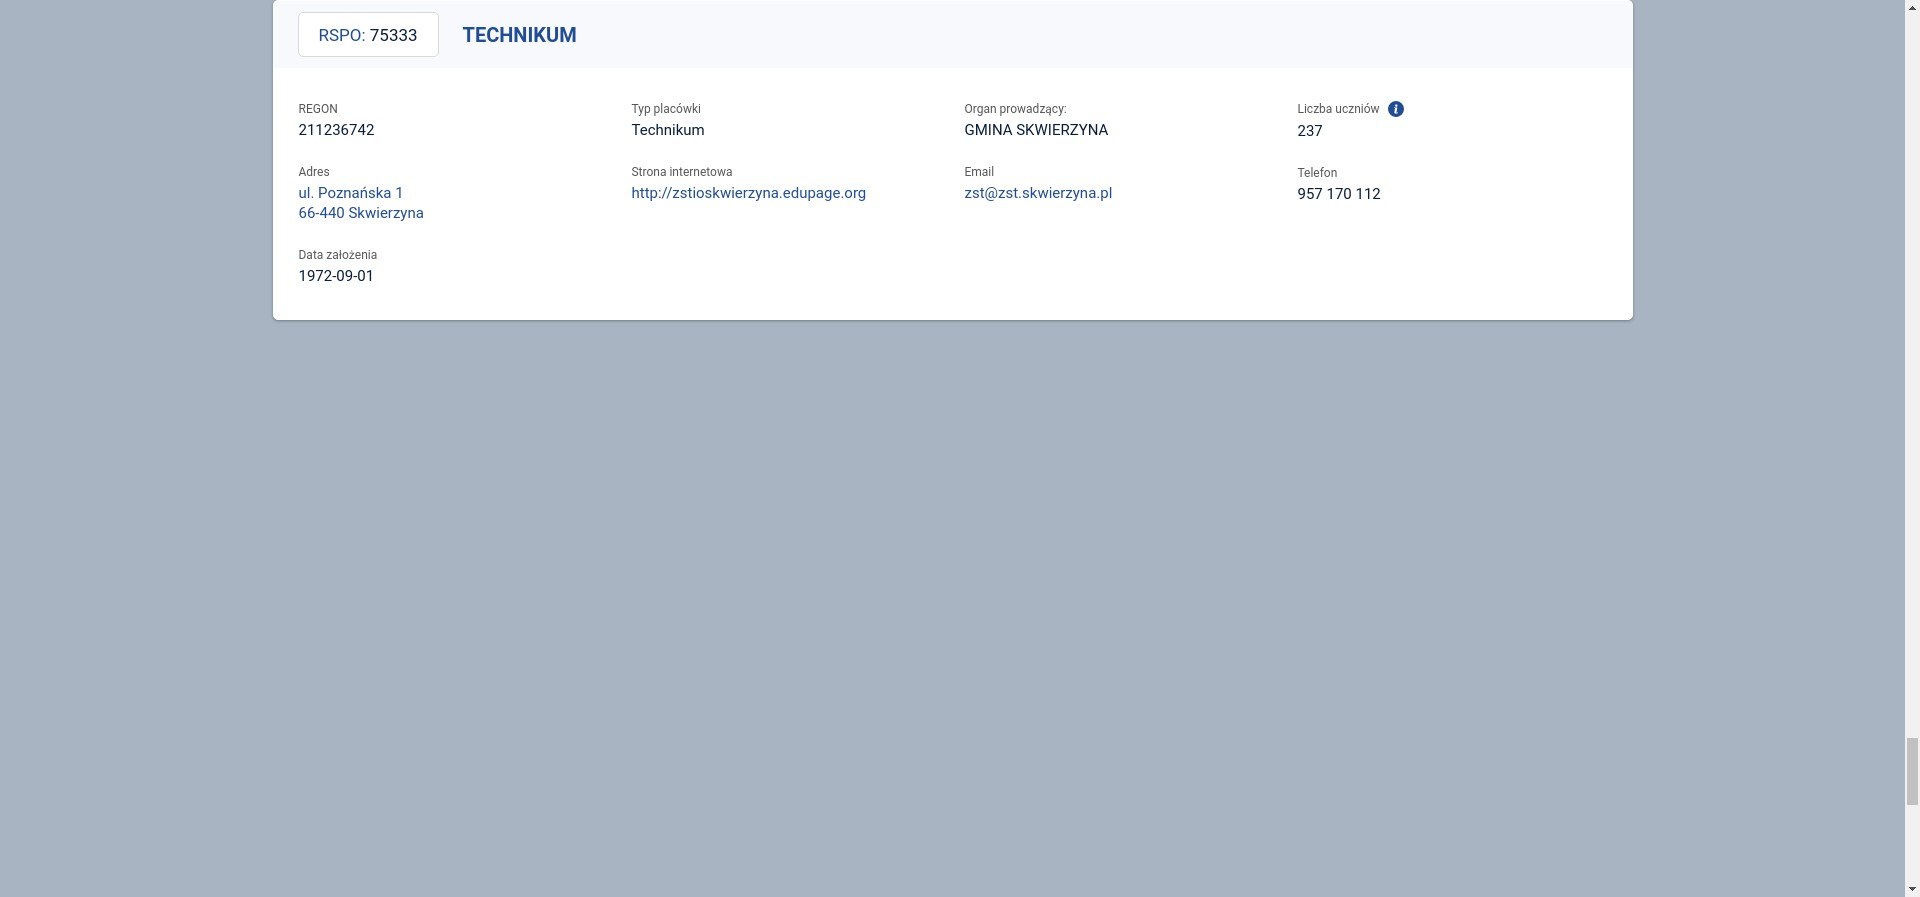 RSPO: 75333
TECHNIKUM
REGON
211236742
Typ placówki
Technikum
Organ prowadzący:
GMINA SKWIERZYNA
Liczba uczniów
237
Adres
ul. Poznańska 1
66-440 Skwierzyna
Strona internetowa
http://zstioskwierzyna.edupage.org
Email
zst@zst.skwierzyna.pl
Telefon
957 170 112
Data założenia
1972-09-01